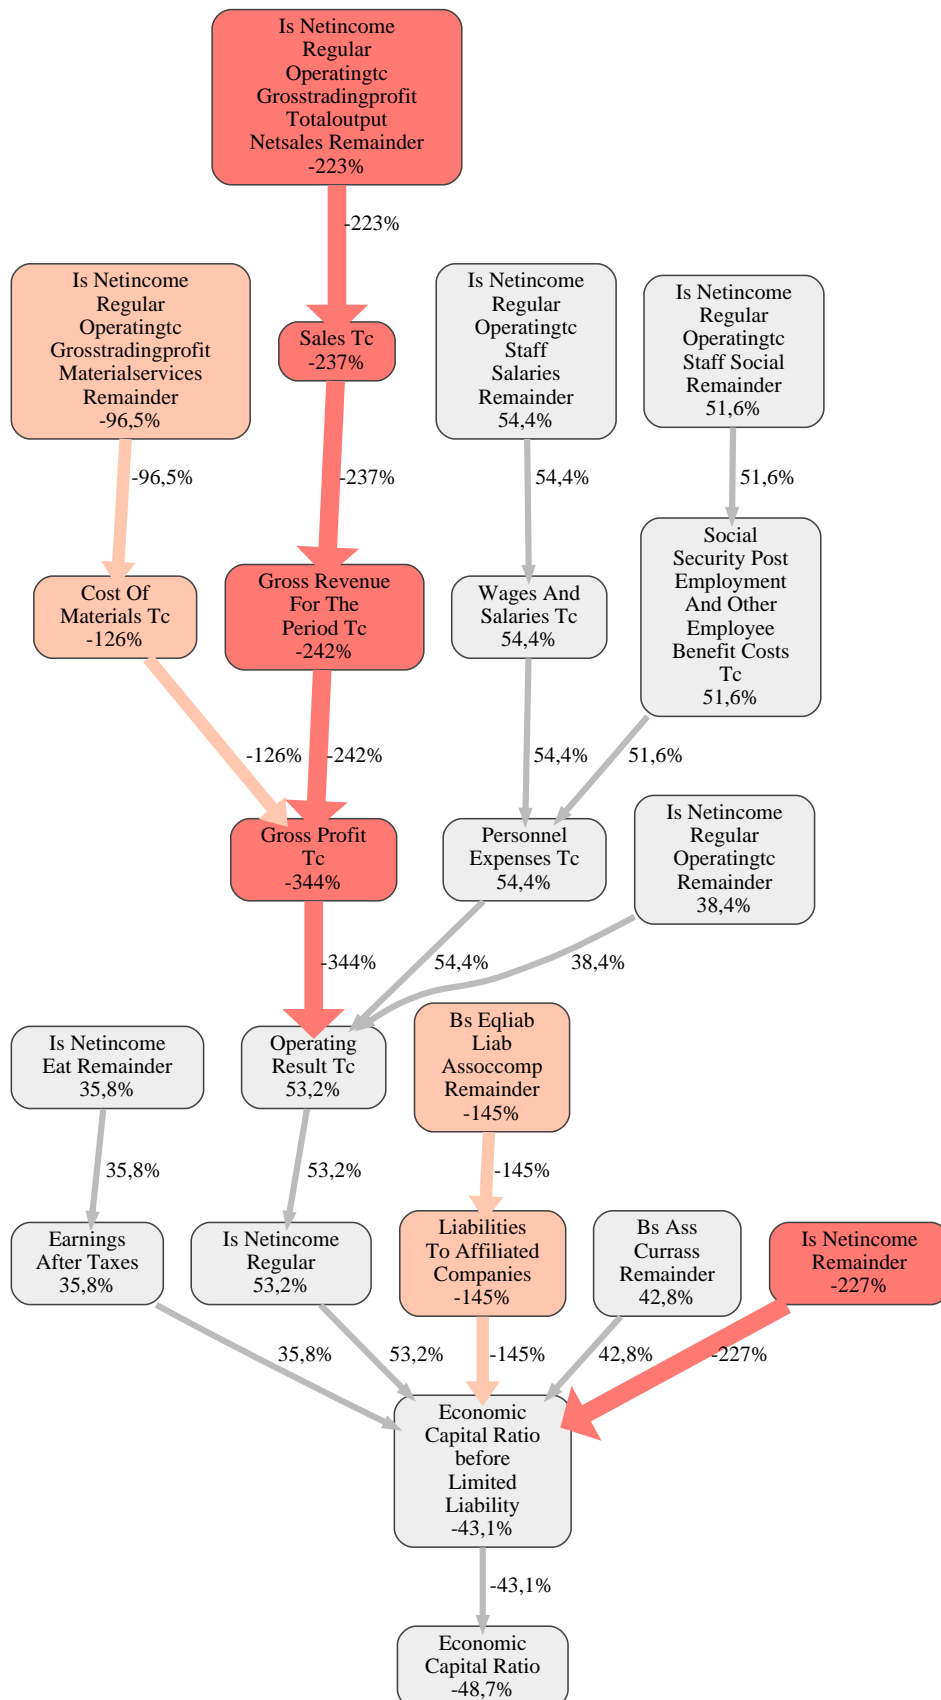 Is Netincome
Regular
Operatingtc
Grosstradingprofit
Totaloutput
Netsales Remainder
-223%
-223%
Is Netincome
Regular
Operatingtc
Grosstradingprofit
Materialservices
Remainder
-96,5%
Sales Tc
-237%
Is Netincome
Regular
Operatingtc
Staff
Salaries
Remainder
54,4%
Is Netincome
Regular
Operatingtc
Staff Social
Remainder
51,6%
-96,5%
-237%
54,4%
51,6%
Cost Of
Materials Tc
-126%
Gross Revenue
For The
Period Tc
-242%
Wages And
Salaries Tc
54,4%
Social
Security Post
Employment
And Other
Employee
Benefit Costs
Tc
51,6%
-126%
-242%
54,4%
51,6%
Gross Profit
Tc
-344%
Personnel
Expenses Tc
54,4%
Is Netincome
Regular
Operatingtc
Remainder
38,4%
-344%
54,4%
38,4%
Is Netincome
Eat Remainder
35,8%
Operating
Result Tc
53,2%
Bs Eqliab
Liab
Assoccomp
Remainder
-145%
35,8%
53,2%
-145%
Earnings
After Taxes
35,8%
Is Netincome
Regular
53,2%
Liabilities
To Affiliated
Companies
-145%
Bs Ass
Currass
Remainder
42,8%
Is Netincome
Remainder
-227%
35,8%
53,2%
-145%
42,8%
-227%
Economic
Capital Ratio
before
Limited
Liability
-43,1%
-43,1%
Economic
Capital Ratio
-48,7%